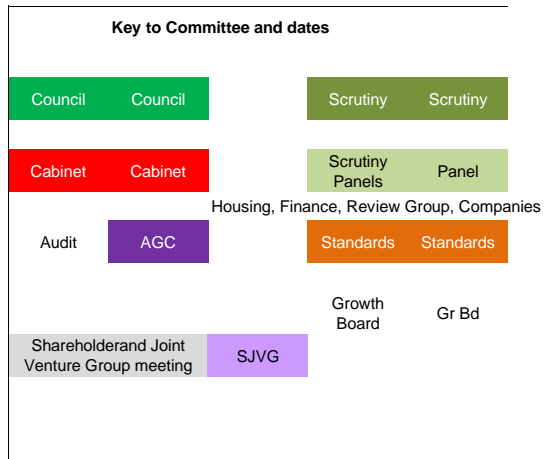 Key to Committee and dates
Council Council Scrutiny Scrutiny
Cabinet Cabinet Scrutiny Panels Panel
Housing, Finance, Review Group, Companies
Audit AGC Standards Standards
Growth Board Gr Bd
Shareholderand Joint
Venture Group meeting SJVG